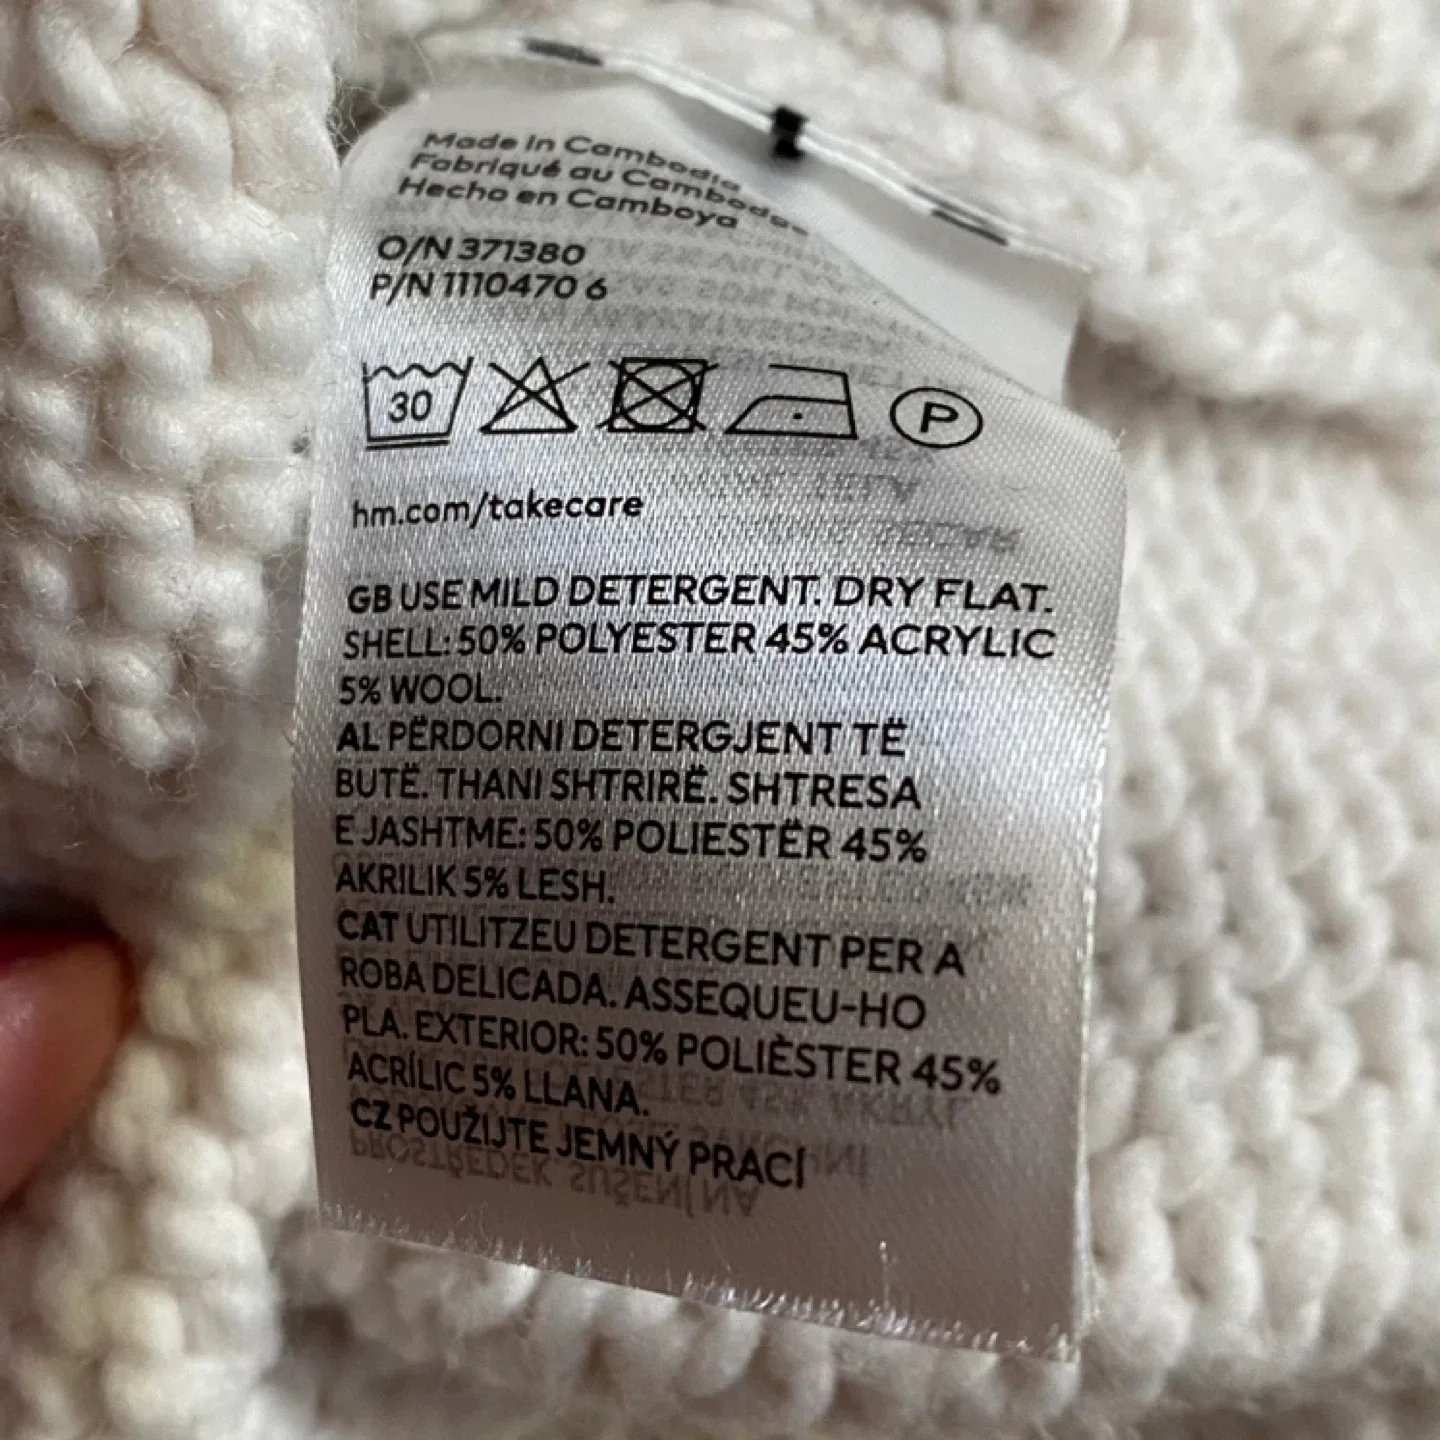 Made in Cambodia
Fabriqué au Cambodge
Hecho en Camboya
O/N 371380
P/N 1110470 6
30
P
hm.com/takecare
GB USE MILD DETERGENT. DRY FLAT.
SHELL: 50% POLYESTER 45% ACRYLIC
5% WOOL.
AL PËRDORNI DETERGJENT TË
BUTË. THANI SHTRIRË. SHTRESA
E JASHTME: 50% POLIESTËR 45%
AKRILIK 5% LESH.
CAT UTILITZEU DETERGENT PER A
ROBA DELICADA. ASSEQUEU-HO
PLA. EXTERIOR: 50% POLIÈSTER 45%
ACRÍLIC 5% LLANA.
CZ POUŽIJTE JEMNÝ PRACÍ